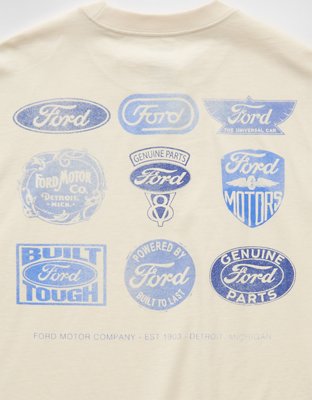 Ford
Ford
Ford
THE UNIVERSAL CAR
FORD MOTOR
CO.
DETROIT,
MICH.
GENUINE PARTS
Ford
V8
Ford
MOTORS
BUILT
Ford
TOUGH
POWERED BY
Ford
BUILT TO LAST
GENUINE
Ford
PARTS
FORD MOTOR COMPANY - EST 1903 - DETROIT, MICHIGAN